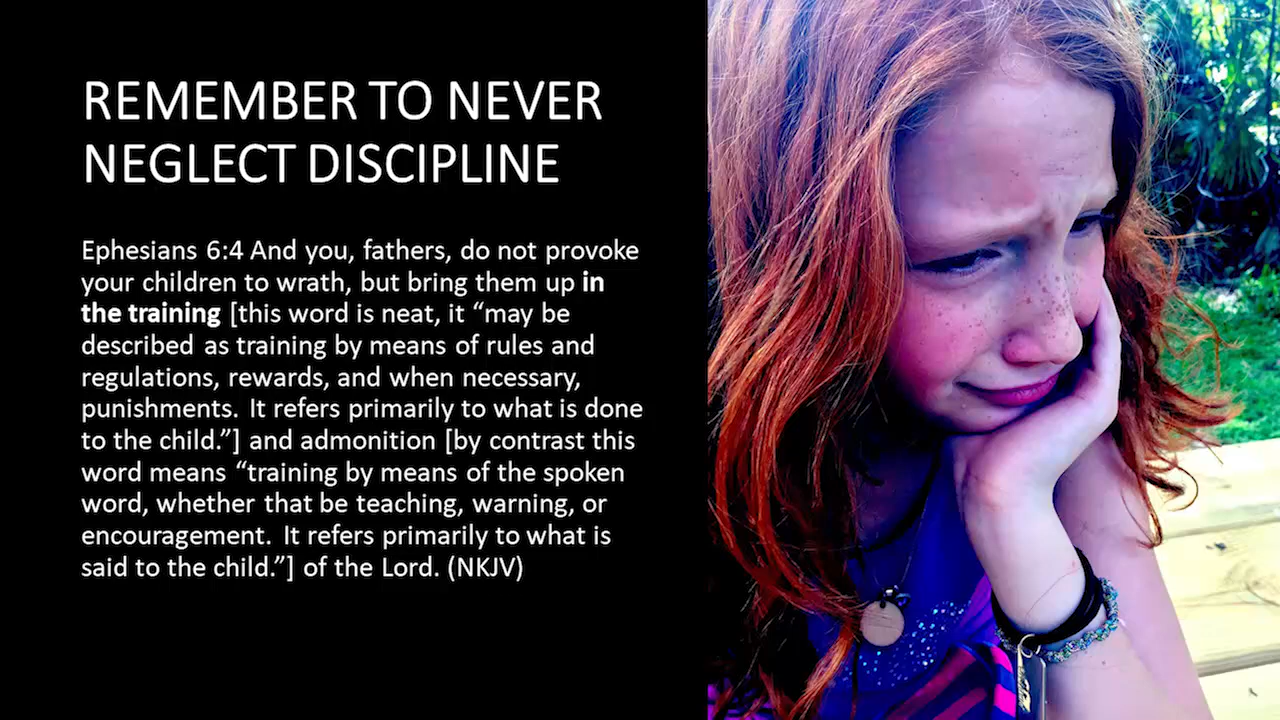 REMEMBER TO NEVER
NEGLECT DISCIPLINE
Ephesians 6:4 And you, fathers, do not provoke
your children to wrath, but bring them up in
the training [this word is neat, it “may be
described as training by means of rules and
regulations, rewards, and when necessary,
punishments. It refers primarily to what is done
to the child.”] and admonition [by contrast this
word means “training by means of the spoken
word, whether that be teaching, warning, or
encouragement. It refers primarily to what is
said to the child.”] of the Lord. (NKJV)